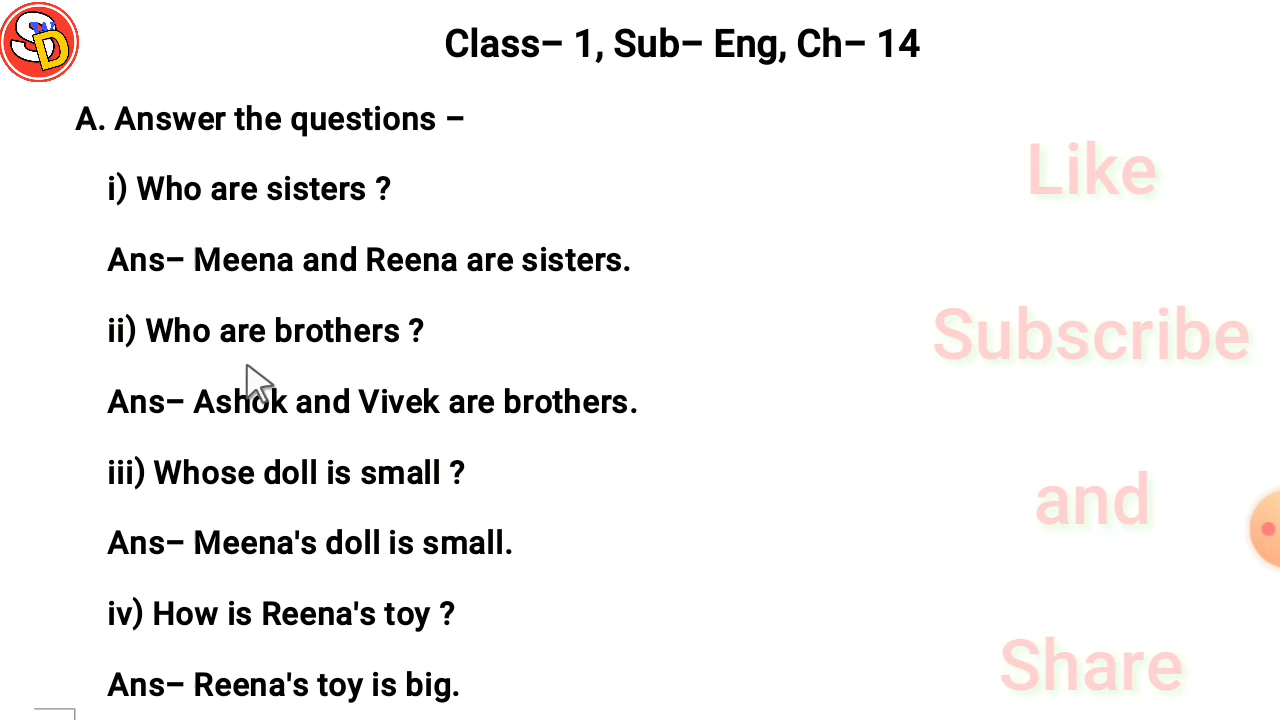 SD
Class– 1, Sub– Eng, Ch– 14
A. Answer the questions –
i) Who are sisters ?
Ans– Meena and Reena are sisters.
ii) Who are brothers ?
Ans– Ashok and Vivek are brothers.
iii) Whose doll is small ?
Ans– Meena's doll is small.
iv) How is Reena's toy ?
Ans– Reena's toy is big.
Like
Subscribe
and
Share